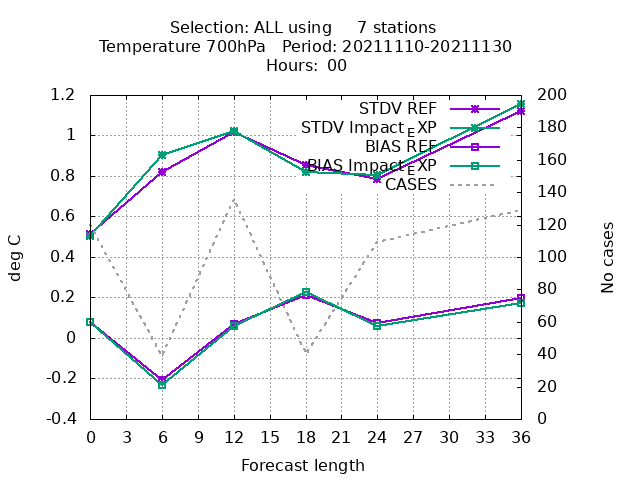 Selection: ALL using 7 stations
Temperature 700hPa Period: 20211110-20211130
Hours: 00
STDV REF
STDV Impact_EXP
BIAS REF
BIAS Impact_EXP
CASES
deg C
1.2
1
0.8
0.6
0.4
0.2
0
-0.2
-0.4
No cases
200
180
160
140
120
100
80
60
40
20
0
0 3 6 9 12 15 18 21 24 27 30 33 36
Forecast length